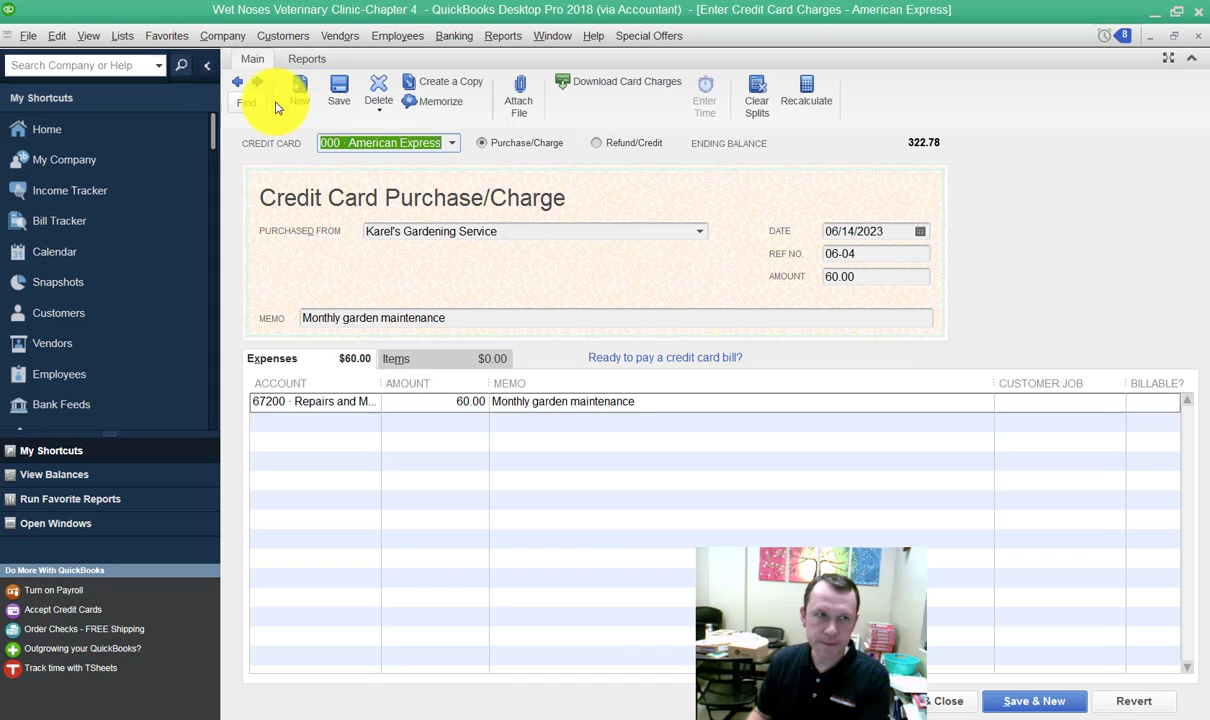 Wet Noses Veterinary Clinic-Chapter 4 - QuickBooks Desktop Pro 2018 (via Accountant) - [Enter Credit Card Charges - American Express]
File Edit View Lists Favorites Company Customers Vendors Employees Banking Reports Window Help Special Offers 8
Search Company or Help
My Shortcuts
Home
My Company
Income Tracker
Bill Tracker
Calendar
Snapshots
Customers
Vendors
Employees
Bank Feeds
My Shortcuts
View Balances
Run Favorite Reports
Open Windows
Do More With QuickBooks
Turn on Payroll
Accept Credit Cards
Order Checks - FREE Shipping
Outgrowing your QuickBooks?
Track time with TSheets
Main Reports
Find
New
Save
Delete
Create a Copy
Memorize
Attach File
Download Card Charges
Enter Time
Clear Splits
Recalculate
CREDIT CARD 000 · American Express Purchase/Charge Refund/Credit ENDING BALANCE 322.78
Credit Card Purchase/Charge
PURCHASED FROM Karel's Gardening Service DATE 06/14/2023
REF NO. 06-04
AMOUNT 60.00
MEMO Monthly garden maintenance
Expenses $60.00 Items $0.00 Ready to pay a credit card bill?
ACCOUNT AMOUNT MEMO CUSTOMER:JOB BILLABLE?
67200 · Repairs and M... 60.00 Monthly garden maintenance
& Close Save & New Revert